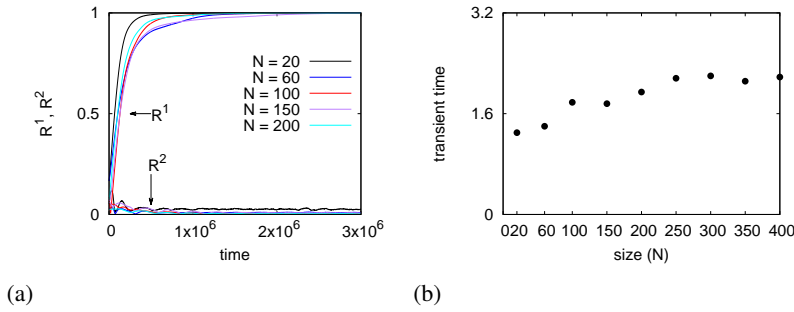 1
0.5
0
R¹, R²
N = 20
N = 60
N = 100
N = 150
N = 200
R¹
R²
0 1x10⁶ 2x10⁶ 3x10⁶
time
(a)
3.2
1.6
0
transient time
020 60 100 150 200 250 300 350 400
size (N)
(b)